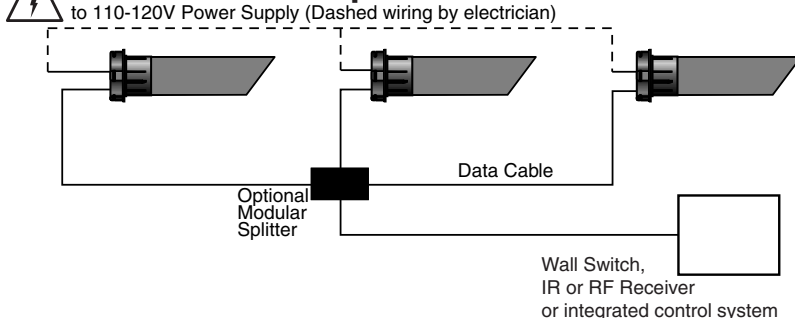 to 110-120V Power Supply (Dashed wiring by electrician)
Data Cable
Optional
Modular
Splitter
Wall Switch,
IR or RF Receiver
or integrated control system